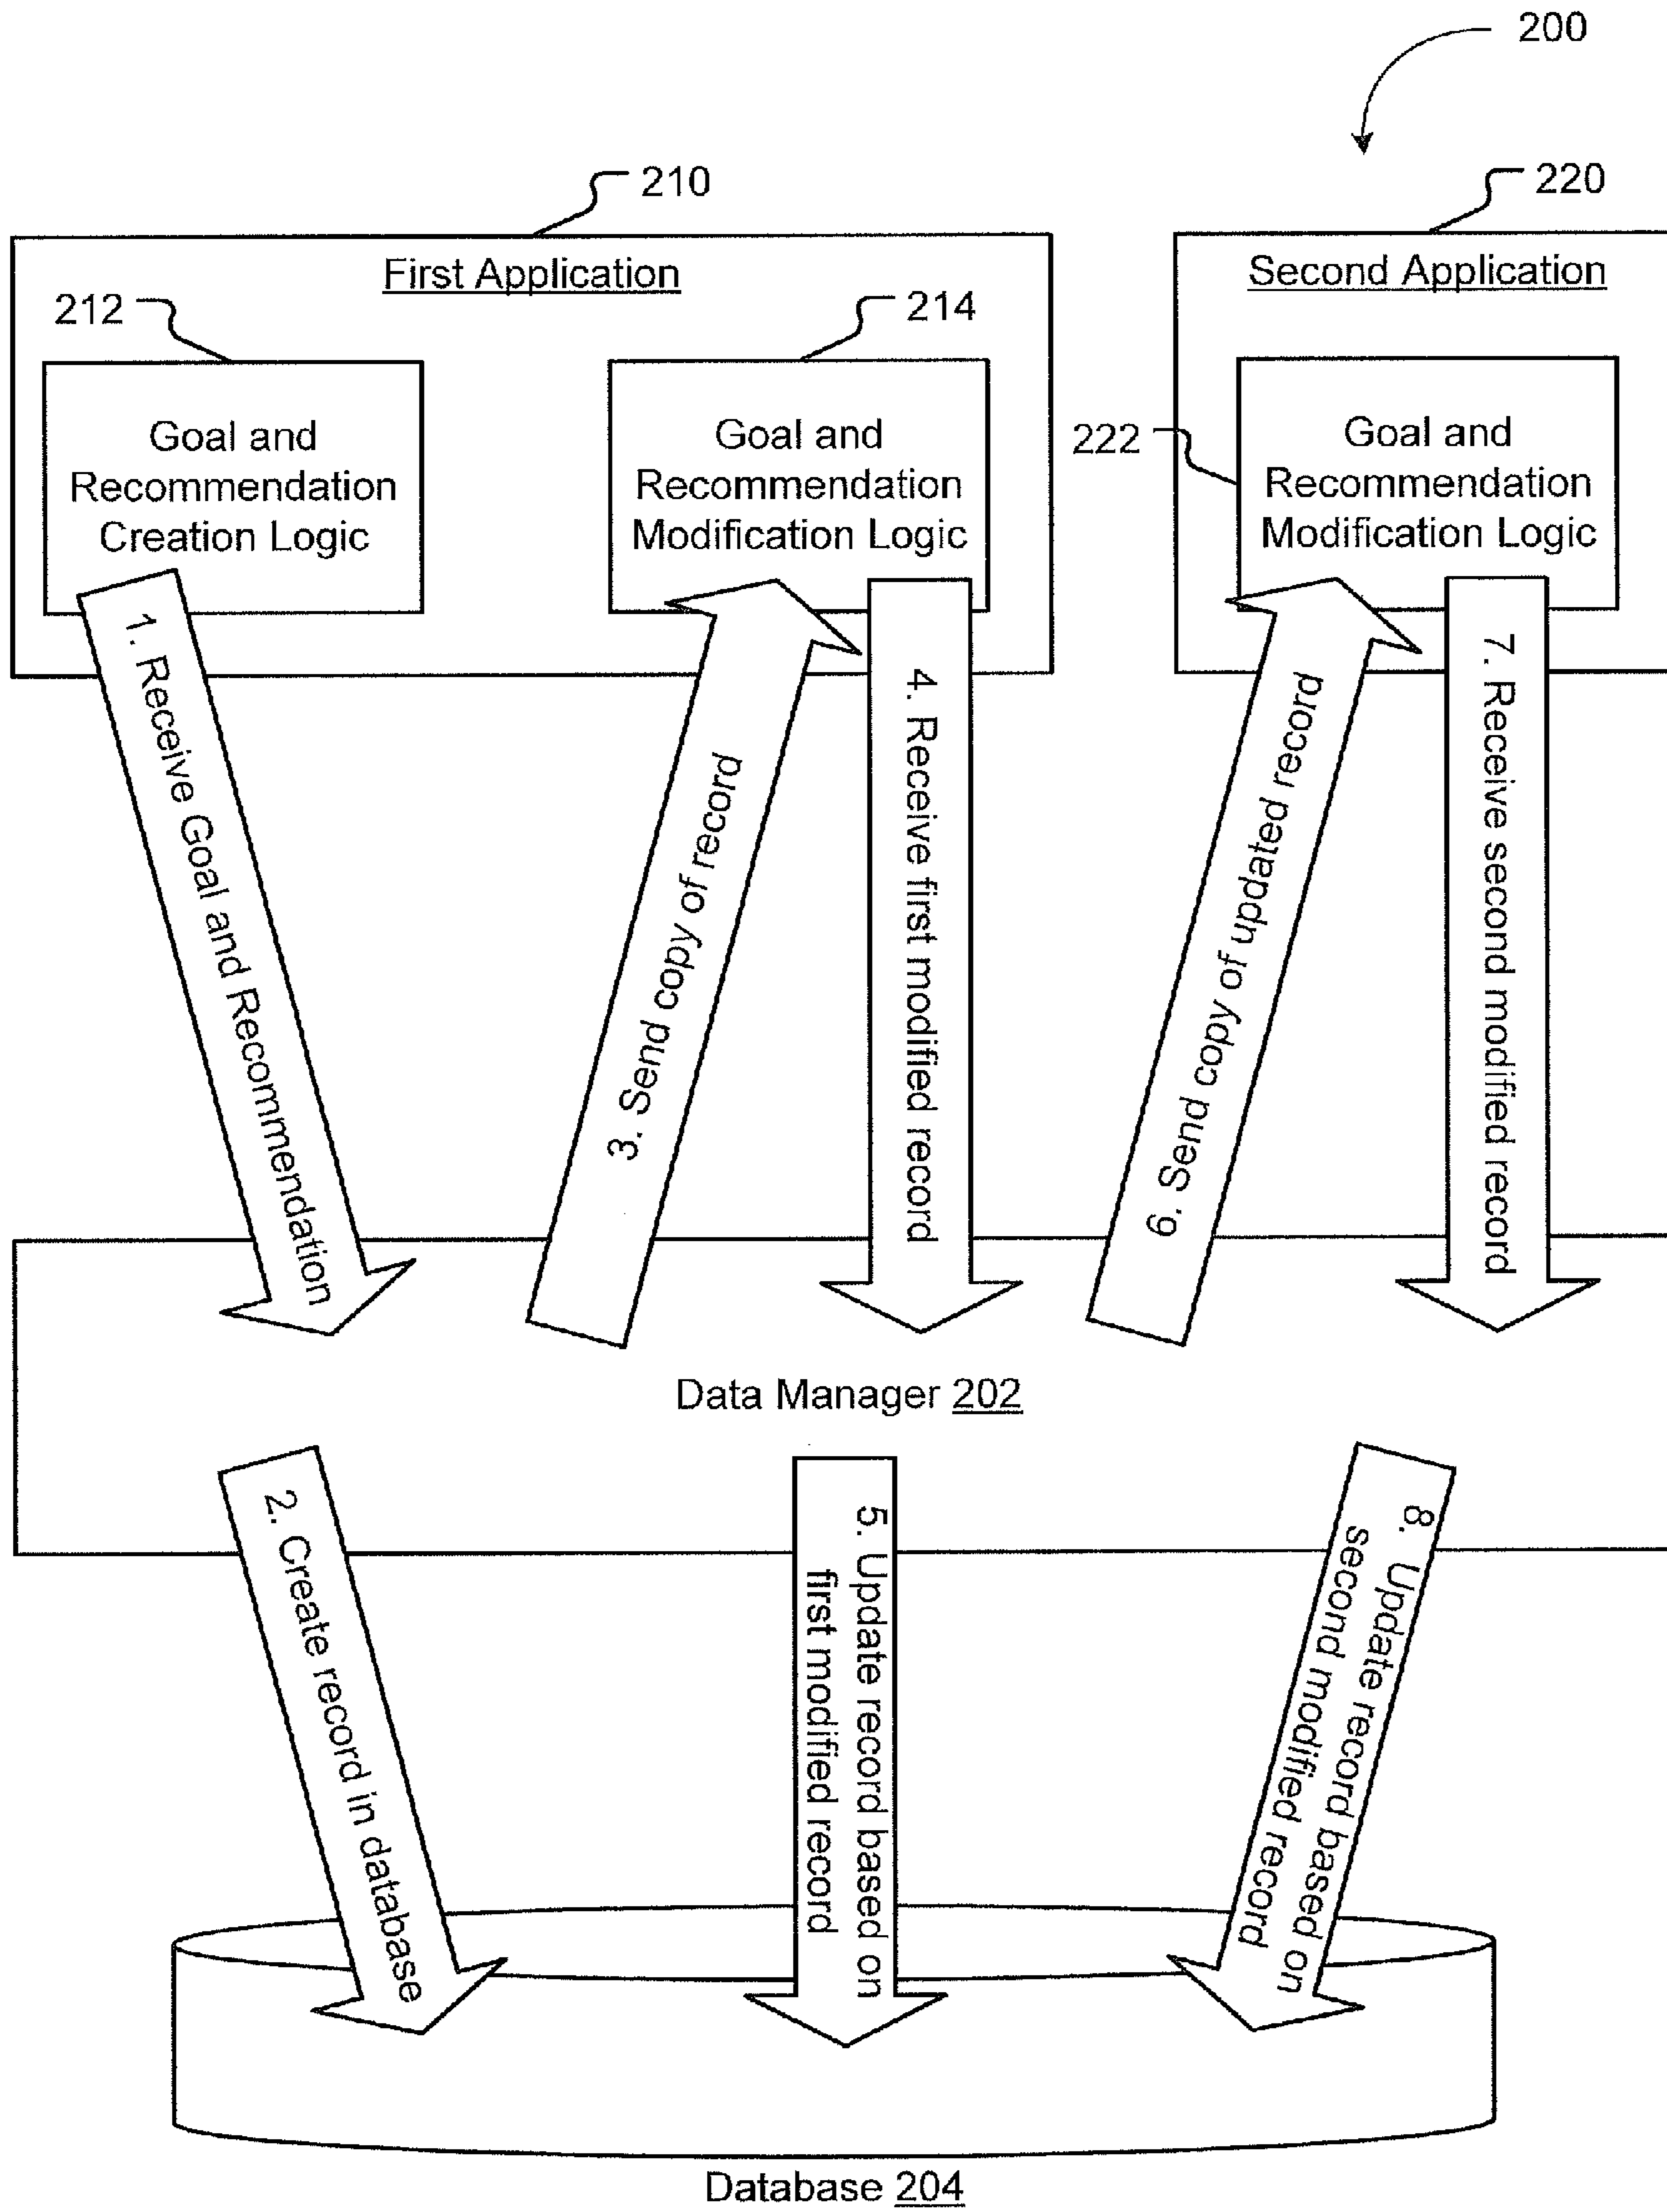 200
210
220
First Application
Second Application
212
214
Goal and
Recommendation
Creation Logic
Goal and
Recommendation
Modification Logic
222
Goal and
Recommendation
Modification Logic
1. Receive Goal and Recommendation
3. Send copy of record
4. Receive first modified record
6. Send copy of updated record
7. Receive second modified record
Data Manager 202
2. Create record in database
5. Update record based on
first modified record
8. Update record based on
second modified record
Database 204